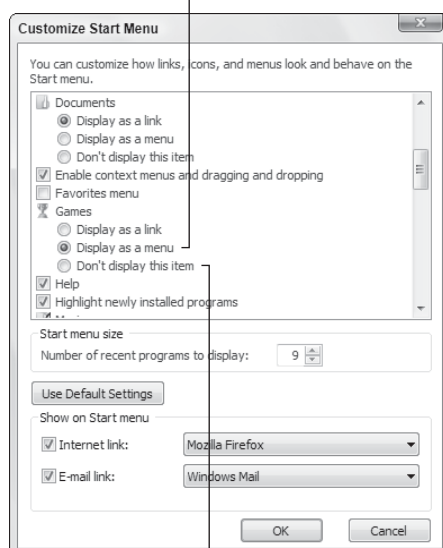 Customize Start Menu
You can customize how links, icons, and menus look and behave on the
Start menu.
Documents
Display as a link
Display as a menu
Don't display this item
Enable context menus and dragging and dropping
Favorites menu
Games
Display as a link
Display as a menu
Don't display this item
Help
Highlight newly installed programs
Start menu size
Number of recent programs to display: 9
Use Default Settings
Show on Start menu
Internet link: Mozilla Firefox
E-mail link: Windows Mail
OK Cancel